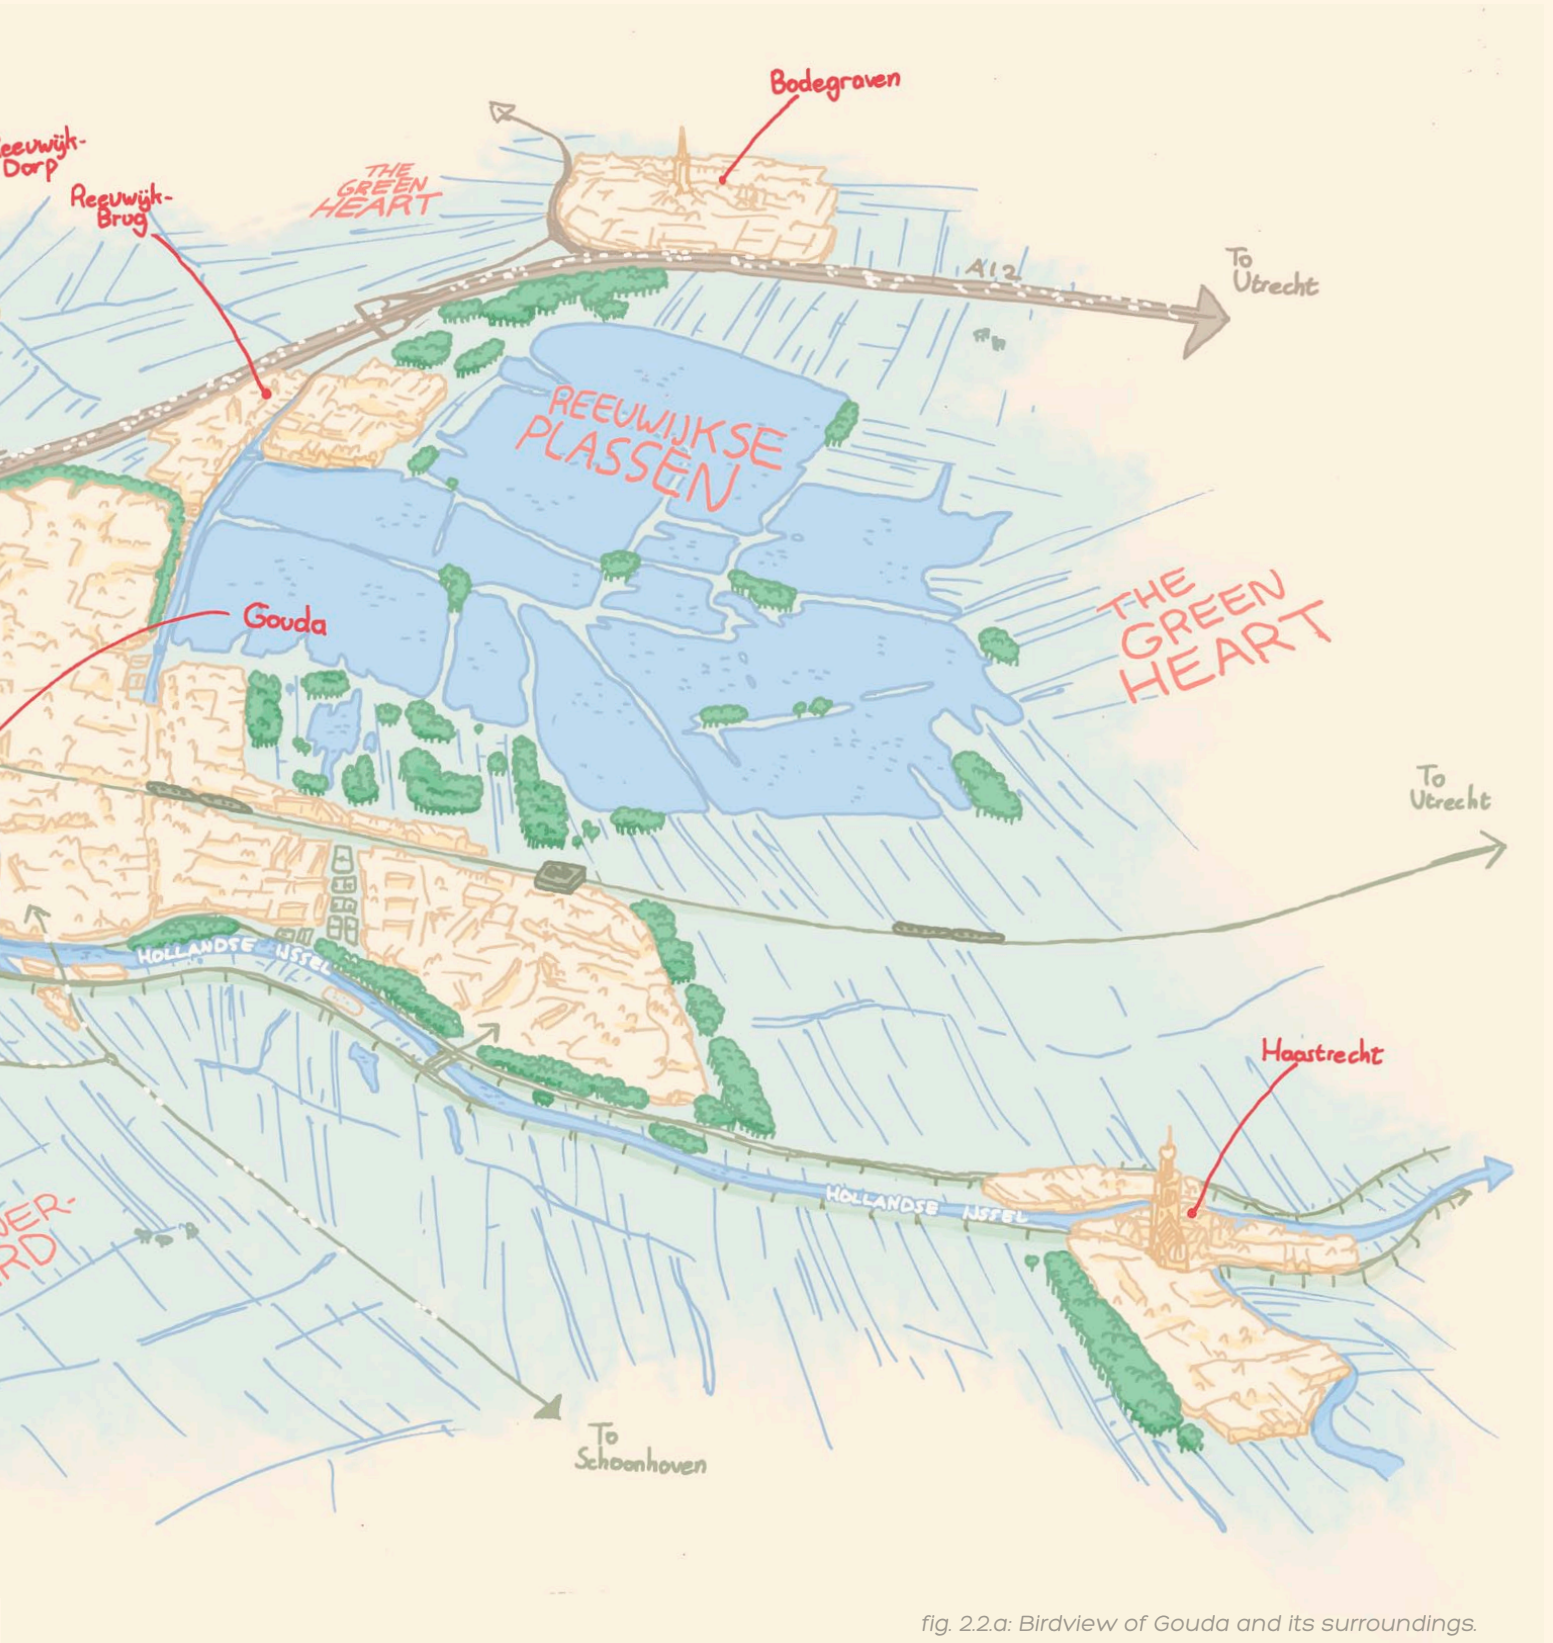 Bodegraven
Dorp
Reeuwijk-
Brug
THE
GREEN
HEART
A12
To
Utrecht
REEUWIJKSE
PLASSEN
THE
GREEN
HEART
Gouda
To
Utrecht
HOLLANDSE IJSSEL
Haastrecht
HOLLANDSE IJSSEL
To
Schoonhoven
fig. 2.2.a: Birdview of Gouda and its surroundings.